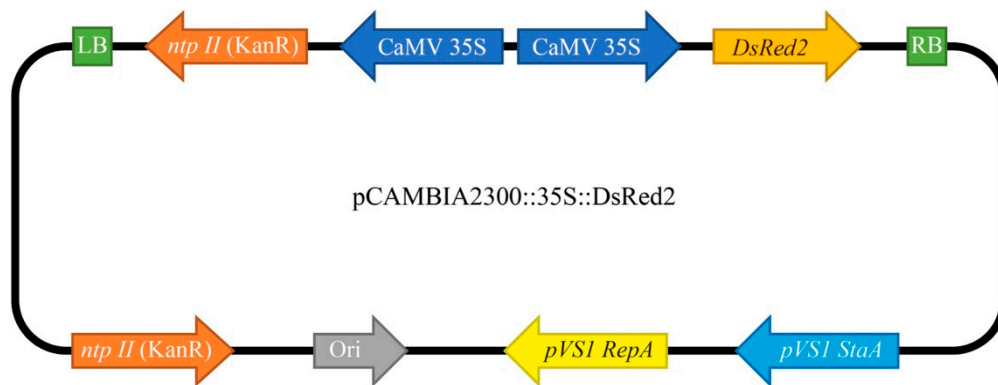 LB
ntp II (KanR)
CaMV 35S
CaMV 35S
DsRed2
RB
pCAMBIA2300::35S::DsRed2
ntp II (KanR)
Ori
pVS1 RepA
pVS1 StaA